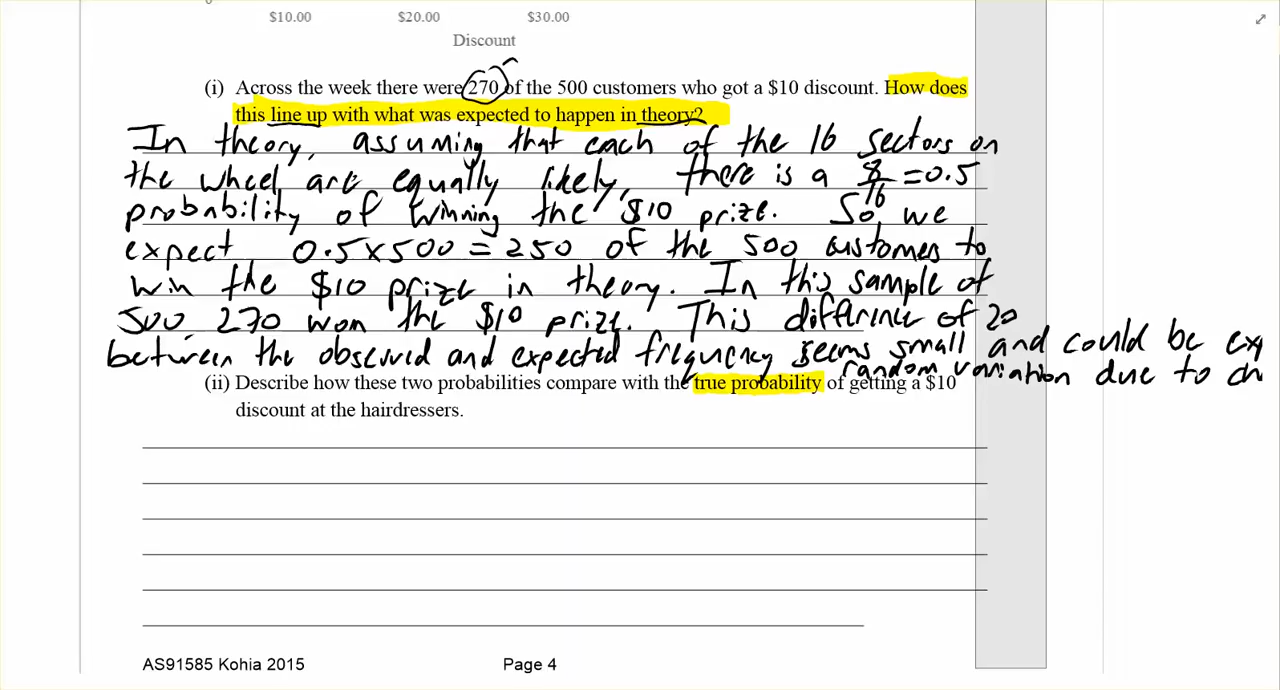 $10.00 $20.00 $30.00
Discount
(i) Across the week there were 270 of the 500 customers who got a $10 discount. How does
this line up with what was expected to happen in theory?
In theory, assuming that each of the 16 sectors on
the wheel are equally likely, there is a 8/16 = 0.5
probability of winning the $10 prize. So, we
expect 0.5 x 500 = 250 of the 500 customers to
win the $10 prize in theory. In this sample of
500, 270 won the $10 prize. This difference of 20
between the observed and expected frequency seems small and could be exp
random variation due to ch
(ii) Describe how these two probabilities compare with the true probability of getting a $10
discount at the hairdressers.
AS91585 Kohia 2015 Page 4